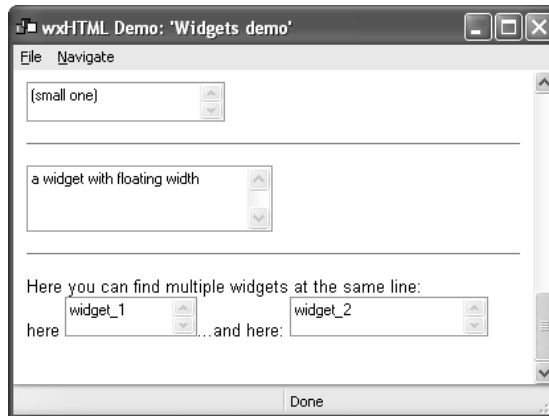 wxHTML Demo: 'Widgets demo'
File Navigate
(small one)
a widget with floating width
Here you can find multiple widgets at the same line:
here widget_1 ...and here: widget_2
Done